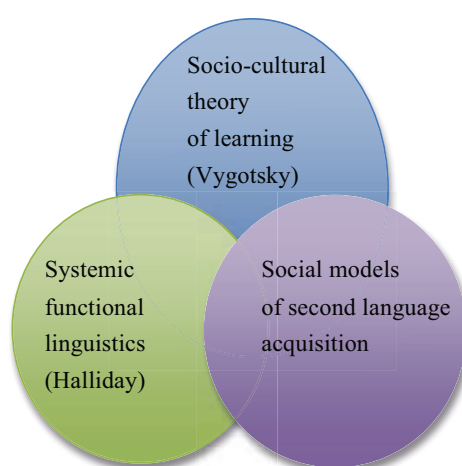 Socio-cultural
theory
of learning
(Vygotsky)
Systemic
functional
linguistics
(Halliday)
Social models
of second language
acquisition